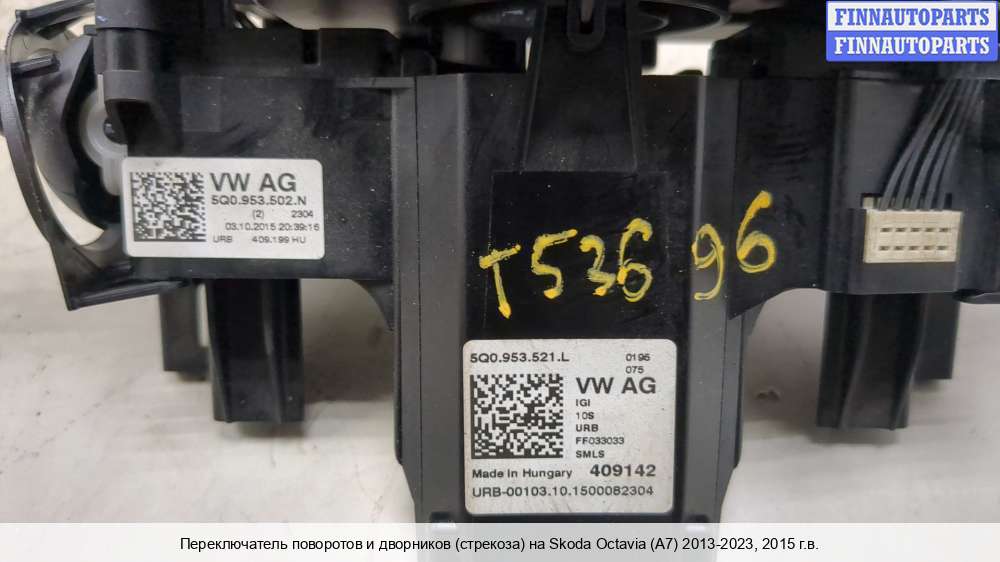 FINNAUTOPARTS
FINNAUTOPARTS
VW AG
5Q0.953.502.N
(2) 2304
03.10.2015 20:39:16
URB 409.199 HU
T536 96
5Q0.953.521.L 0196
075
VW AG
IGI
10S
URB
FF033033
SMLS
Made in Hungary 409142
URB-00103.10.1500082304
Переключатель поворотов и дворников (стрекоза) на Skoda Octavia (A7) 2013-2023, 2015 г.в.